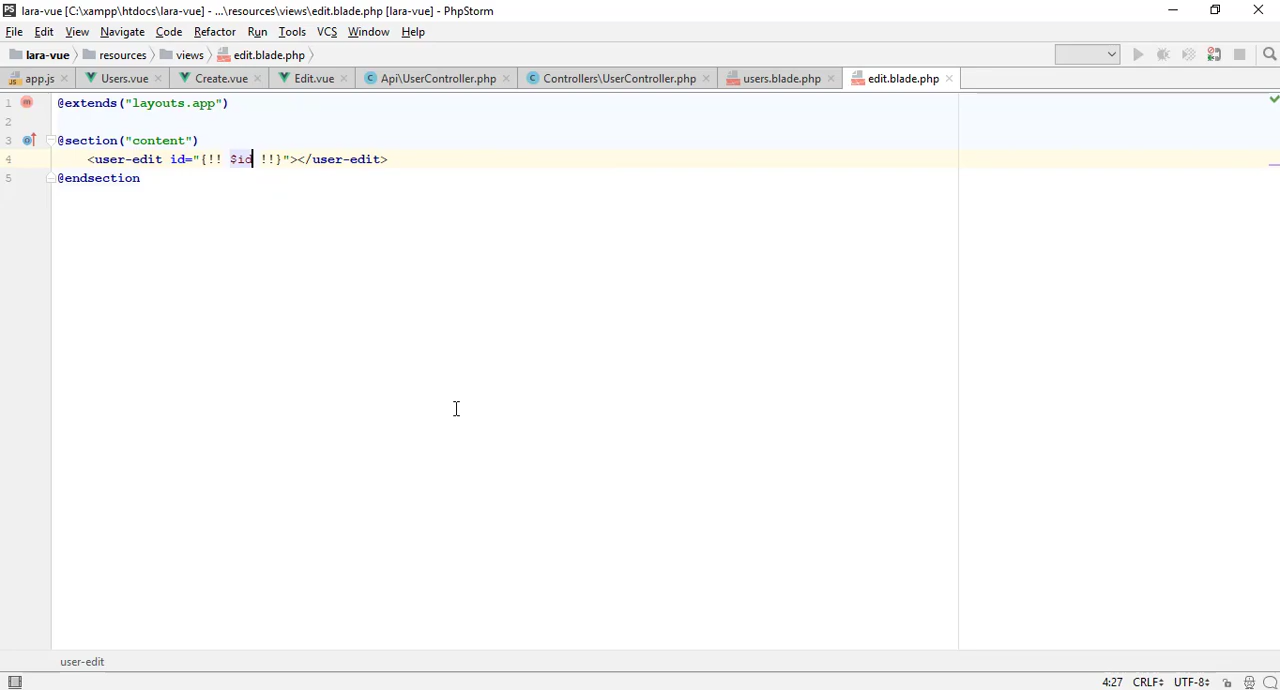 PS lara-vue [C:\xampp\htdocs\lara-vue] - ...\resources\views\edit.blade.php [lara-vue] - PhpStorm
File Edit View Navigate Code Refactor Run Tools VCS Window Help
lara-vue resources views edit.blade.php
JS app.js Users.vue Create.vue Edit.vue C Api\UserController.php C Controllers\UserController.php users.blade.php edit.blade.php
1 m @extends("layouts.app")
2
3 @section("content")
4 <user-edit id="{!! $id !!}"></user-edit>
5 @endsection
user-edit
4:27 CRLF UTF-8